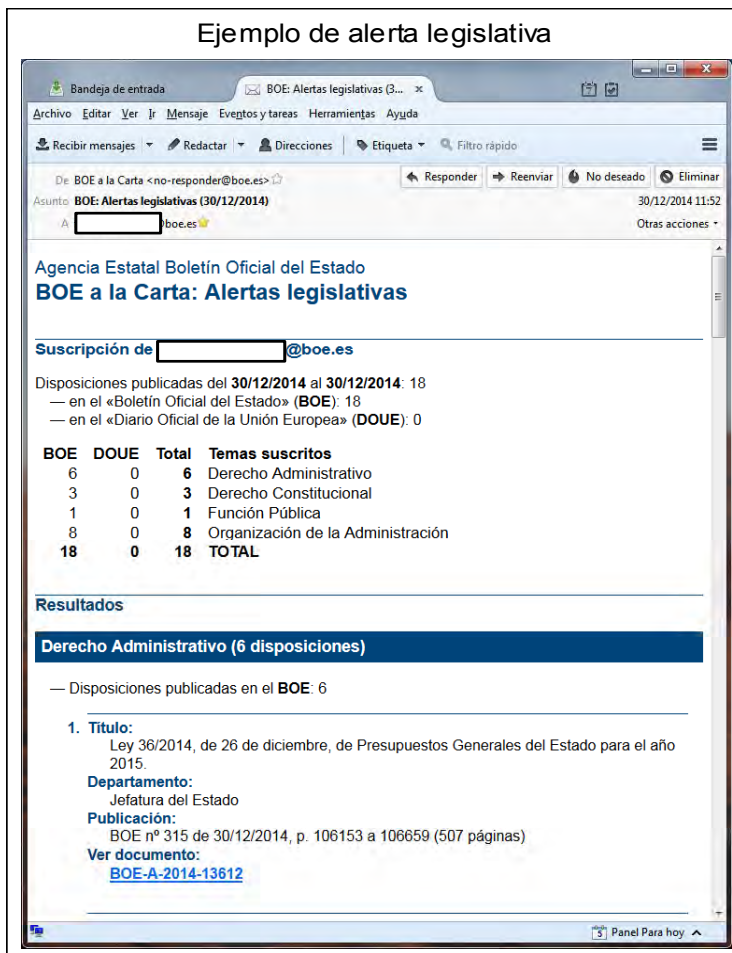 Ejemplo de alerta legislativa
Bandeja de entrada
BOE: Alertas legislativas (3... ×
Archivo Editar Ver Ir Mensaje Eventos y tareas Herramientas Ayuda
Recibir mensajes Redactar Direcciones Etiqueta Filtro rápido
De BOE a la Carta <no-responder@boe.es> Responder Reenviar No deseado Eliminar
Asunto BOE: Alertas legislativas (30/12/2014) 30/12/2014 11:52
A @boe.es Otras acciones
Agencia Estatal Boletín Oficial del Estado
BOE a la Carta: Alertas legislativas
Suscripción de @boe.es
Disposiciones publicadas del 30/12/2014 al 30/12/2014: 18
— en el «Boletín Oficial del Estado» (BOE): 18
— en el «Diario Oficial de la Unión Europea» (DOUE): 0
BOE DOUE Total Temas suscritos
6 0 6 Derecho Administrativo
3 0 3 Derecho Constitucional
1 0 1 Función Pública
8 0 8 Organización de la Administración
18 0 18 TOTAL
Resultados
Derecho Administrativo (6 disposiciones)
— Disposiciones publicadas en el BOE: 6
1. Título:
Ley 36/2014, de 26 de diciembre, de Presupuestos Generales del Estado para el año
2015.
Departamento:
Jefatura del Estado
Publicación:
BOE nº 315 de 30/12/2014, p. 106153 a 106659 (507 páginas)
Ver documento:
BOE-A-2014-13612
5 Panel Para hoy